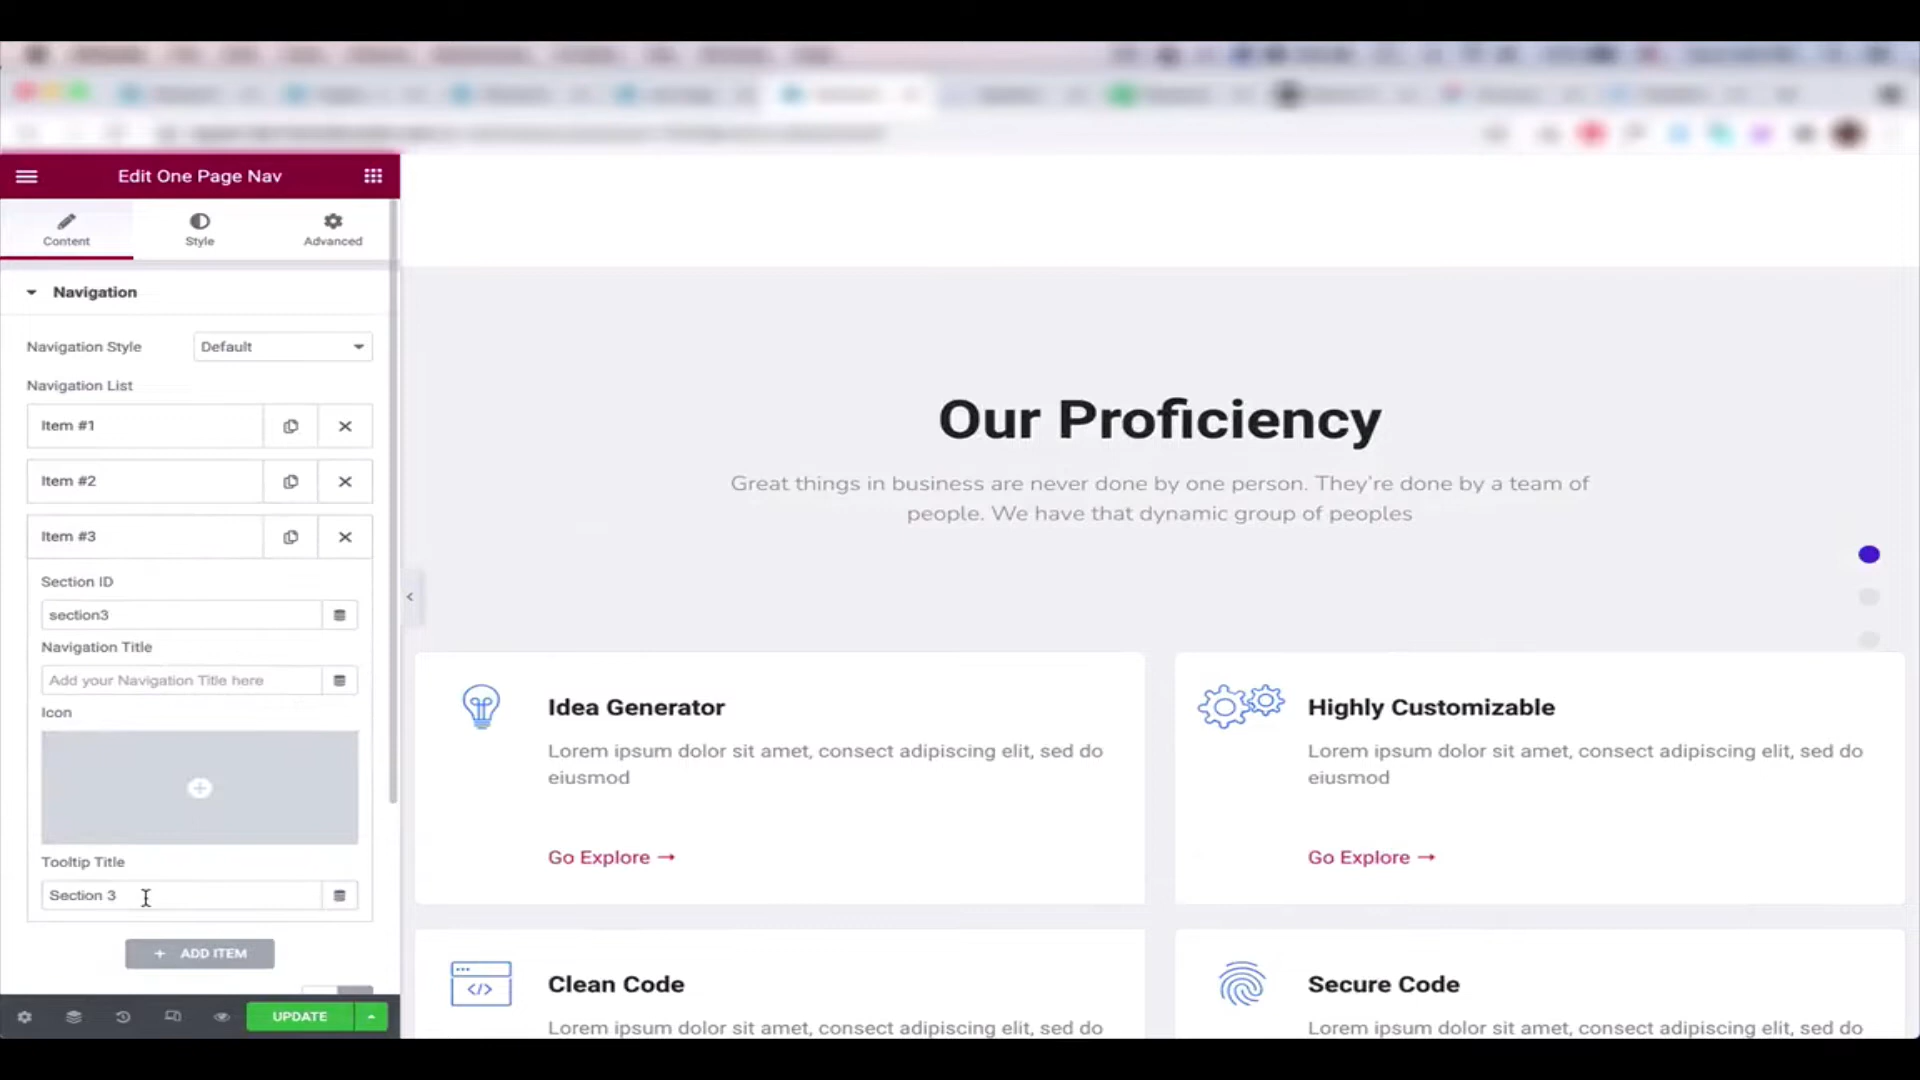 Edit One Page Nav
Content
Style
Advanced
Navigation
Navigation Style
Default
Navigation List
Item #1
Item #2
Item #3
Section ID
section3
Navigation Title
Add your Navigation Title here
Icon
Tooltip Title
Section 3
+ ADD ITEM
UPDATE
Our Proficiency
Great things in business are never done by one person. They're done by a team of
people. We have that dynamic group of peoples
Idea Generator
Lorem ipsum dolor sit amet, consect adipiscing elit, sed do
eiusmod
Go Explore →
Highly Customizable
Lorem ipsum dolor sit amet, consect adipiscing elit, sed do
eiusmod
Go Explore →
Clean Code
Lorem ipsum dolor sit amet, consect adipiscing elit, sed do
Secure Code
Lorem ipsum dolor sit amet, consect adipiscing elit, sed do